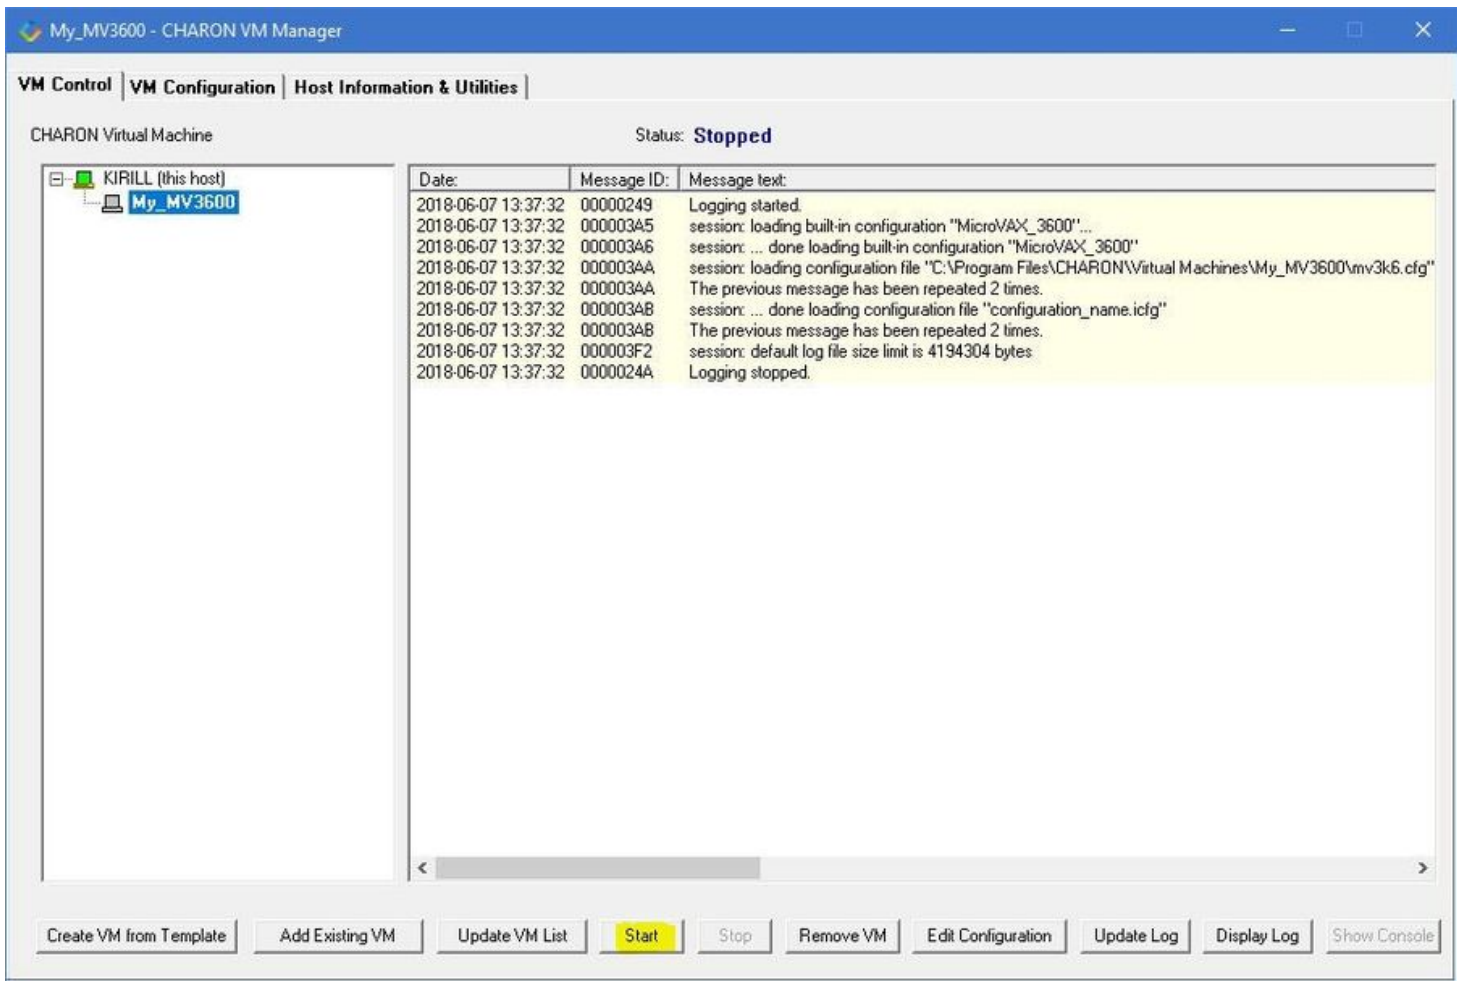 My_MV3600 - CHARON VM Manager
VM Control VM Configuration Host Information & Utilities
CHARON Virtual Machine Status: Stopped
KIRILL (this host)
My_MV3600
Date: Message ID: Message text:
2018-06-07 13:37:32 00000249 Logging started.
2018-06-07 13:37:32 000003A5 session: loading built-in configuration "MicroVAX_3600"...
2018-06-07 13:37:32 000003A6 session: ... done loading built-in configuration "MicroVAX_3600"
2018-06-07 13:37:32 000003AA session: loading configuration file "C:\Program Files\CHARON\Virtual Machines\My_MV3600\mv3k6.cfg"
2018-06-07 13:37:32 000003AA The previous message has been repeated 2 times.
2018-06-07 13:37:32 000003AB session: ... done loading configuration file "configuration_name.icfg"
2018-06-07 13:37:32 000003AB The previous message has been repeated 2 times.
2018-06-07 13:37:32 000003F2 session: default log file size limit is 4194304 bytes
2018-06-07 13:37:32 0000024A Logging stopped.
Create VM from Template Add Existing VM Update VM List Start Stop Remove VM Edit Configuration Update Log Display Log Show Console